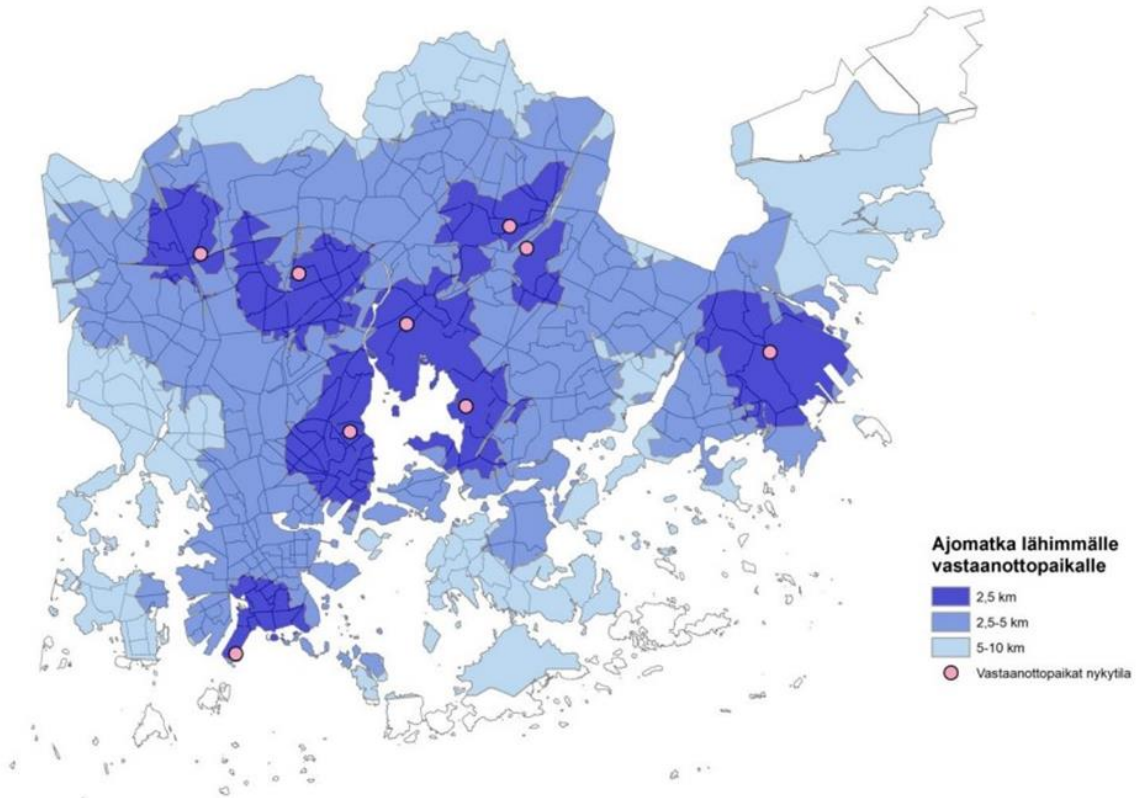 Ajomatka lähimmälle
vastaanottopaikalle
2,5 km
2,5-5 km
5-10 km
Vastaanottopaikat nykytila